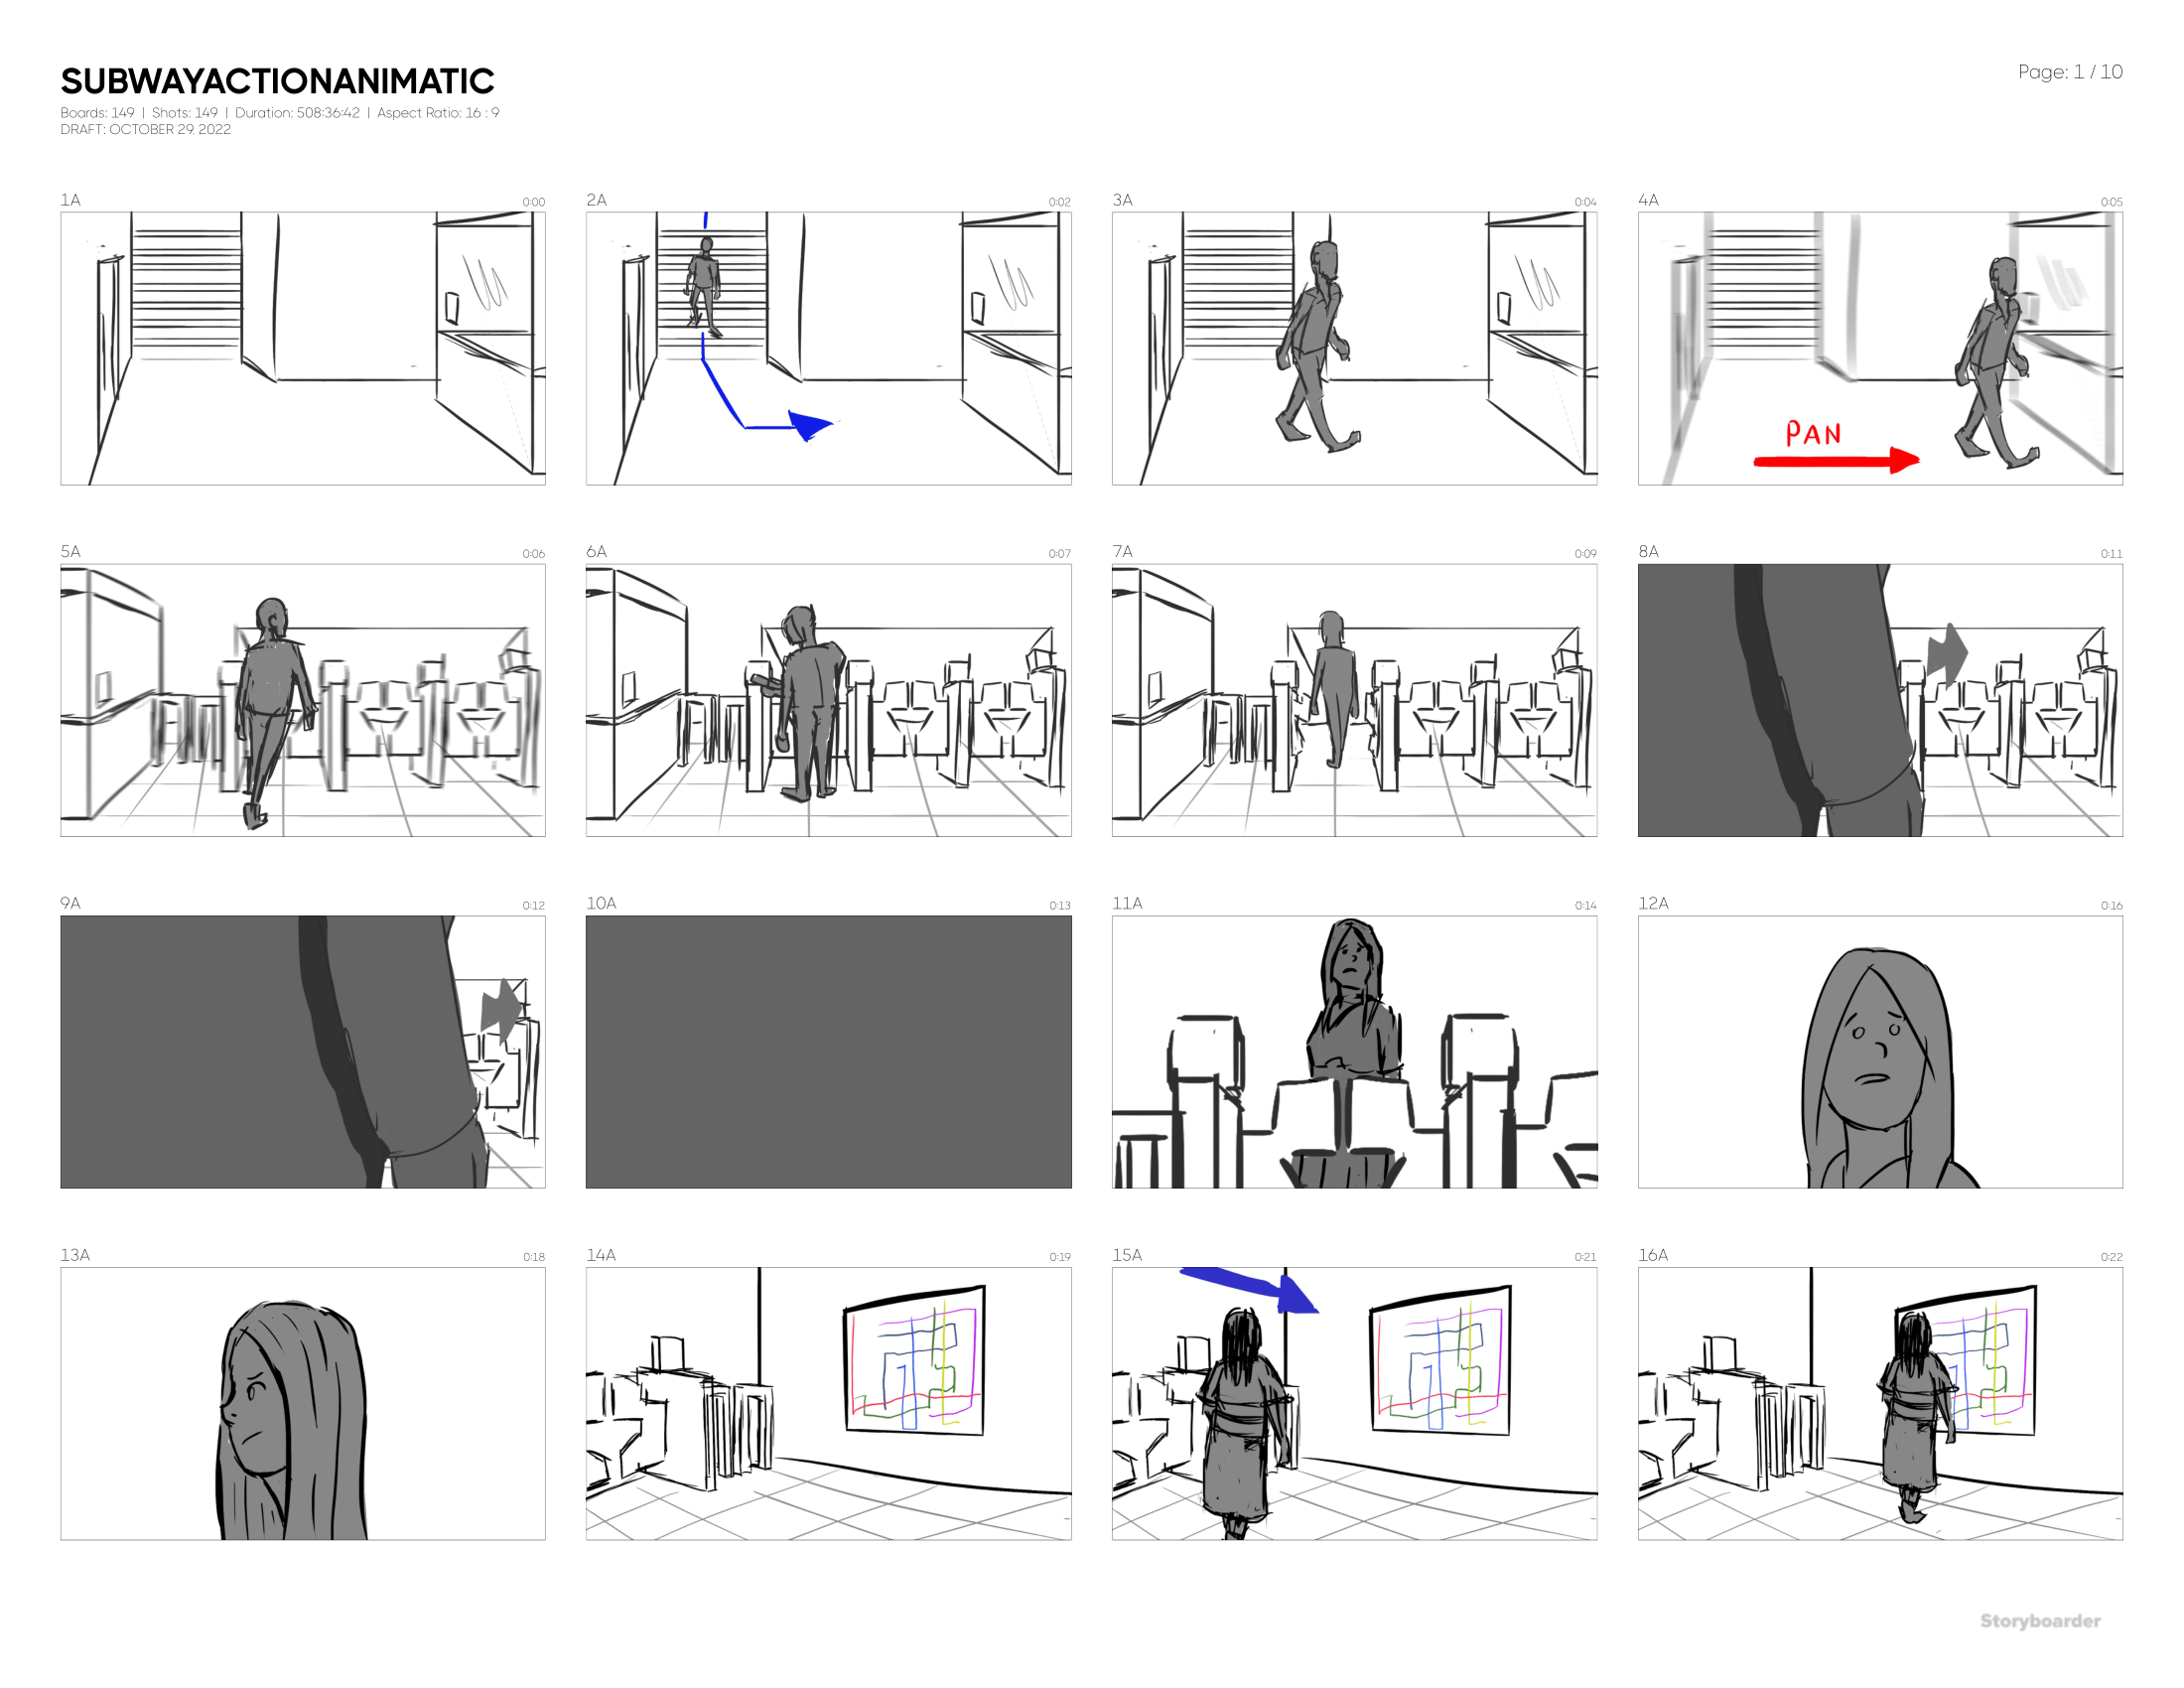 SUBWAYACTIONANIMATIC
Page: 1 / 10
Boards: 149 | Shots: 149 | Duration: 508:36:42 | Aspect Ratio: 16 : 9
DRAFT: OCTOBER 29, 2022
1A 0:00
2A 0:02
3A 0:04
4A 0:05
PAN
5A 0:06
6A 0:07
7A 0:09
8A 0:11
9A 0:12
10A 0:13
11A 0:14
12A 0:16
13A 0:18
14A 0:19
15A 0:21
16A 0:22
Storyboarder